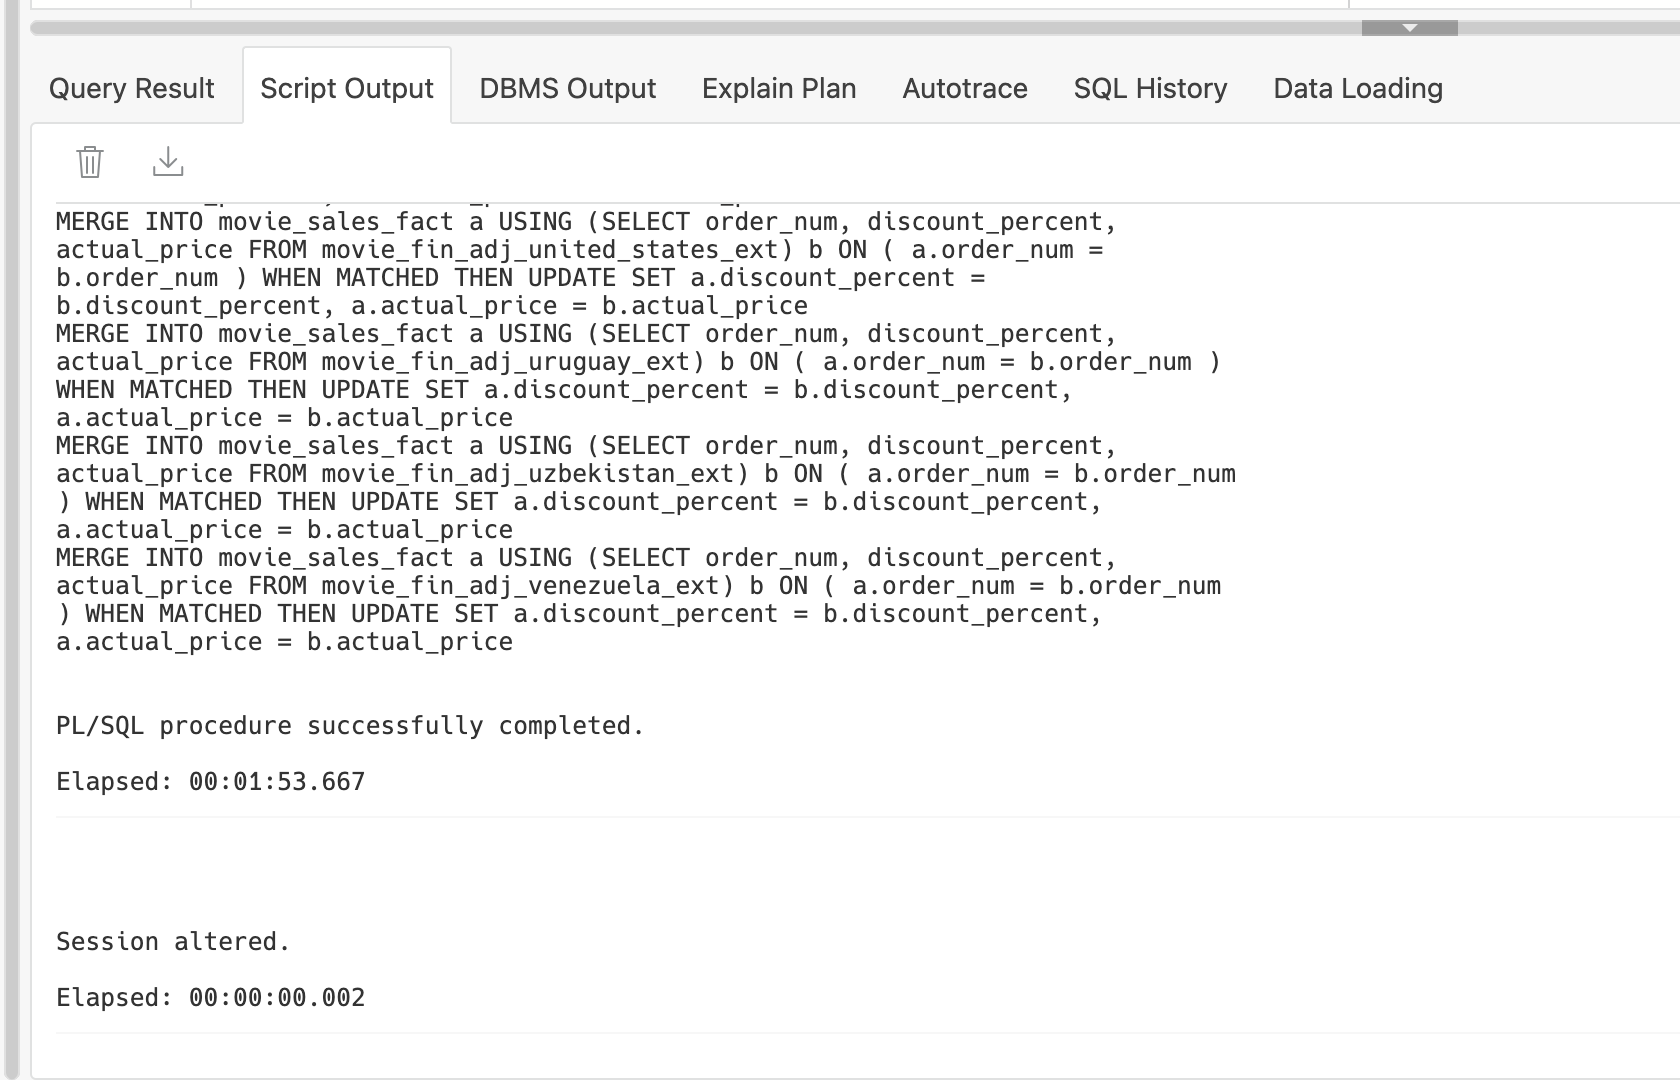 Query Result Script Output DBMS Output Explain Plan Autotrace SQL History Data Loading
MERGE INTO movie_sales_fact a USING (SELECT order_num, discount_percent,
actual_price FROM movie_fin_adj_united_states_ext) b ON ( a.order_num =
b.order_num ) WHEN MATCHED THEN UPDATE SET a.discount_percent =
b.discount_percent, a.actual_price = b.actual_price
MERGE INTO movie_sales_fact a USING (SELECT order_num, discount_percent,
actual_price FROM movie_fin_adj_uruguay_ext) b ON ( a.order_num = b.order_num )
WHEN MATCHED THEN UPDATE SET a.discount_percent = b.discount_percent,
a.actual_price = b.actual_price
MERGE INTO movie_sales_fact a USING (SELECT order_num, discount_percent,
actual_price FROM movie_fin_adj_uzbekistan_ext) b ON ( a.order_num = b.order_num
) WHEN MATCHED THEN UPDATE SET a.discount_percent = b.discount_percent,
a.actual_price = b.actual_price
MERGE INTO movie_sales_fact a USING (SELECT order_num, discount_percent,
actual_price FROM movie_fin_adj_venezuela_ext) b ON ( a.order_num = b.order_num
) WHEN MATCHED THEN UPDATE SET a.discount_percent = b.discount_percent,
a.actual_price = b.actual_price
PL/SQL procedure successfully completed.
Elapsed: 00:01:53.667
Session altered.
Elapsed: 00:00:00.002